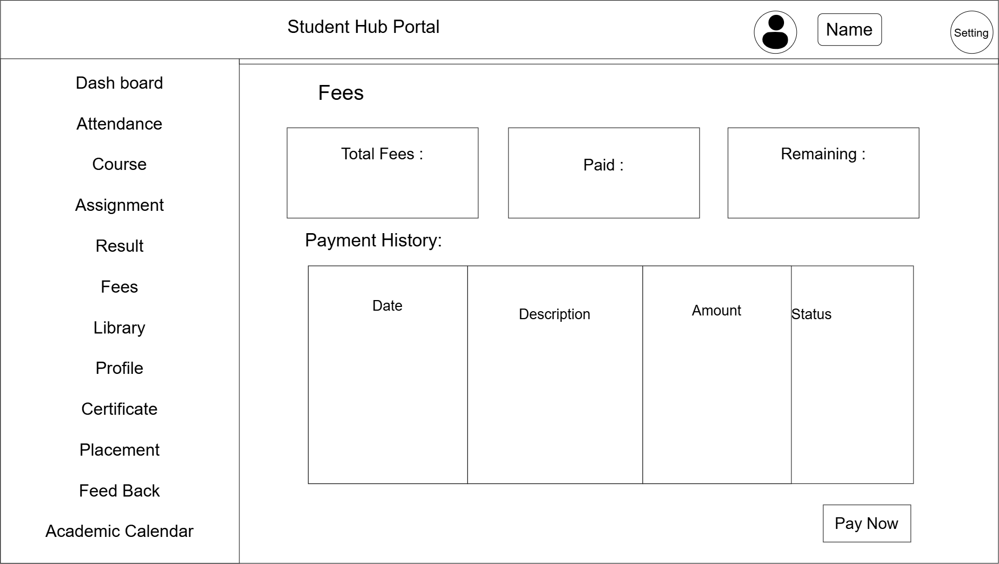 Student Hub Portal
Name
Setting
Dash board
Attendance
Course
Assignment
Result
Fees
Library
Profile
Certificate
Placement
Feed Back
Academic Calendar
Fees
Total Fees :
Paid :
Remaining :
Payment History:
Date
Description
Amount
Status
Pay Now